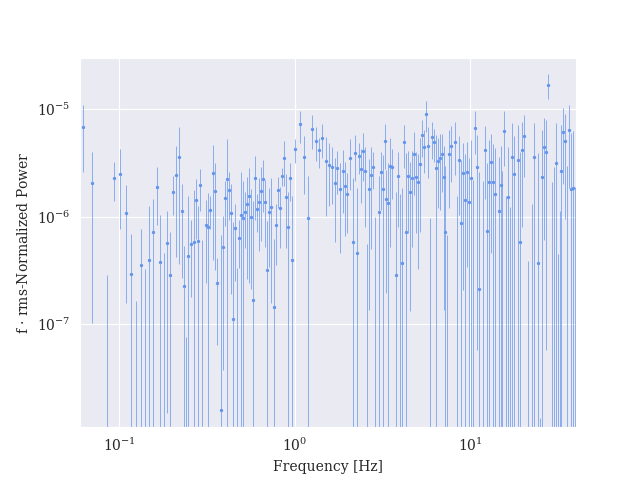 10⁻⁵
10⁻⁶
10⁻⁷
f · rms-Normalized Power
10⁻¹ 10⁰ 10¹
Frequency [Hz]